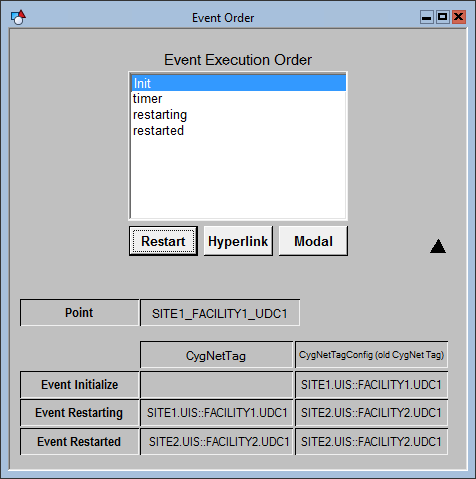 Event Order
Event Execution Order
Init
timer
restarting
restarted
Restart Hyperlink Modal
Point SITE1_FACILITY1_UDC1
CygNetTag CygNetTagConfig (old CygNet Tag)
Event Initialize SITE1.UIS::FACILITY1.UDC1
Event Restarting SITE1.UIS::FACILITY1.UDC1 SITE2.UIS::FACILITY2.UDC1
Event Restarted SITE2.UIS::FACILITY2.UDC1 SITE2.UIS::FACILITY2.UDC1